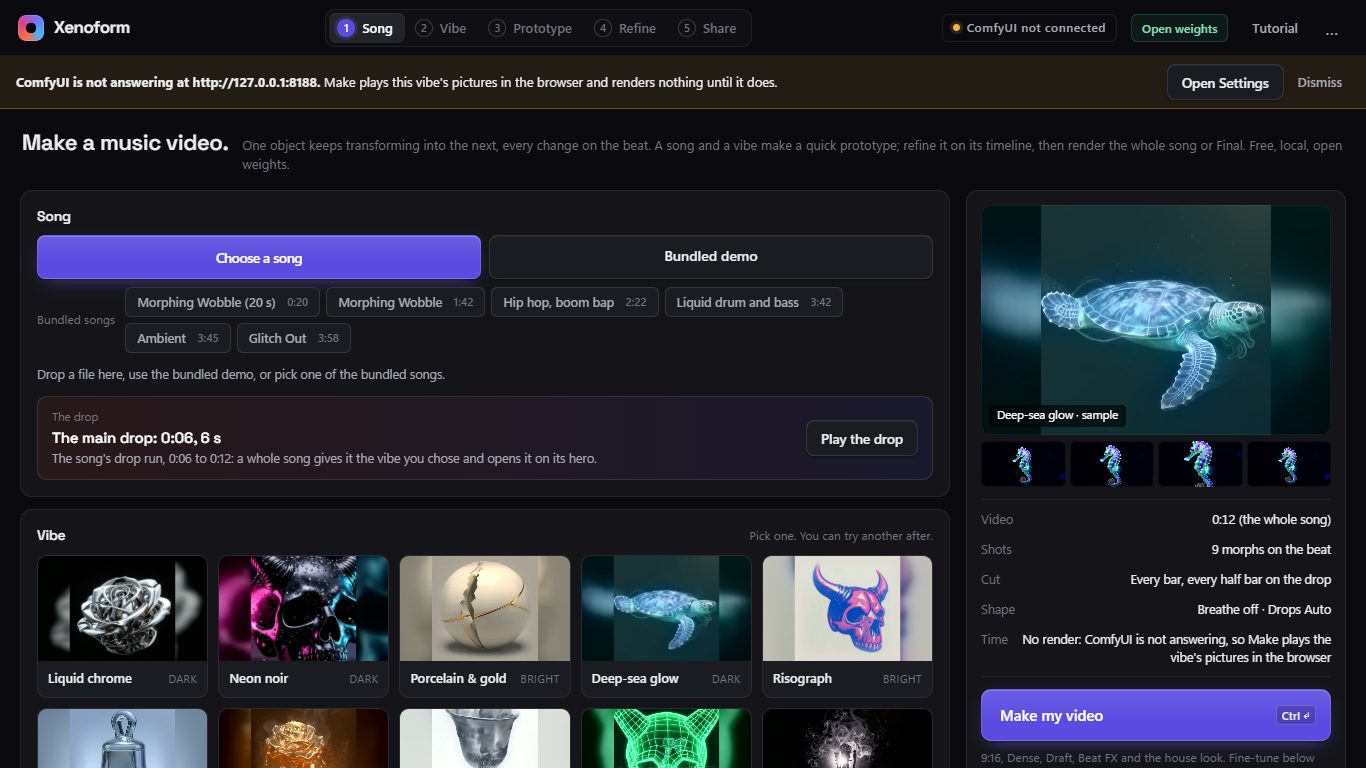 Xenoform
1 Song
2 Vibe
3 Prototype
4 Refine
5 Share
ComfyUI not connected
Open weights
Tutorial
...
ComfyUI is not answering at http://127.0.0.1:8188. Make plays this vibe's pictures in the browser and renders nothing until it does.
Open Settings
Dismiss
Make a music video.
One object keeps transforming into the next, every change on the beat. A song and a vibe make a quick prototype; refine it on its timeline, then render the whole song or Final. Free, local, open
weights.
Song
Choose a song
Bundled demo
Bundled songs
Morphing Wobble (20 s) 0:20
Morphing Wobble 1:42
Hip hop, boom bap 2:22
Liquid drum and bass 3:42
Ambient 3:45
Glitch Out 3:58
Drop a file here, use the bundled demo, or pick one of the bundled songs.
The drop
The main drop: 0:06, 6 s
The song's drop run, 0:06 to 0:12: a whole song gives it the vibe you chose and opens it on its hero.
Play the drop
Vibe
Pick one. You can try another after.
Liquid chrome DARK
Neon noir DARK
Porcelain & gold BRIGHT
Deep-sea glow DARK
Risograph BRIGHT
Deep-sea glow · sample
Video 0:12 (the whole song)
Shots 9 morphs on the beat
Cut Every bar, every half bar on the drop
Shape Breathe off · Drops Auto
Time No render: ComfyUI is not answering, so Make plays the
vibe's pictures in the browser
Make my video Ctrl ↵
9:16, Dense, Draft, Beat FX and the house look. Fine-tune below